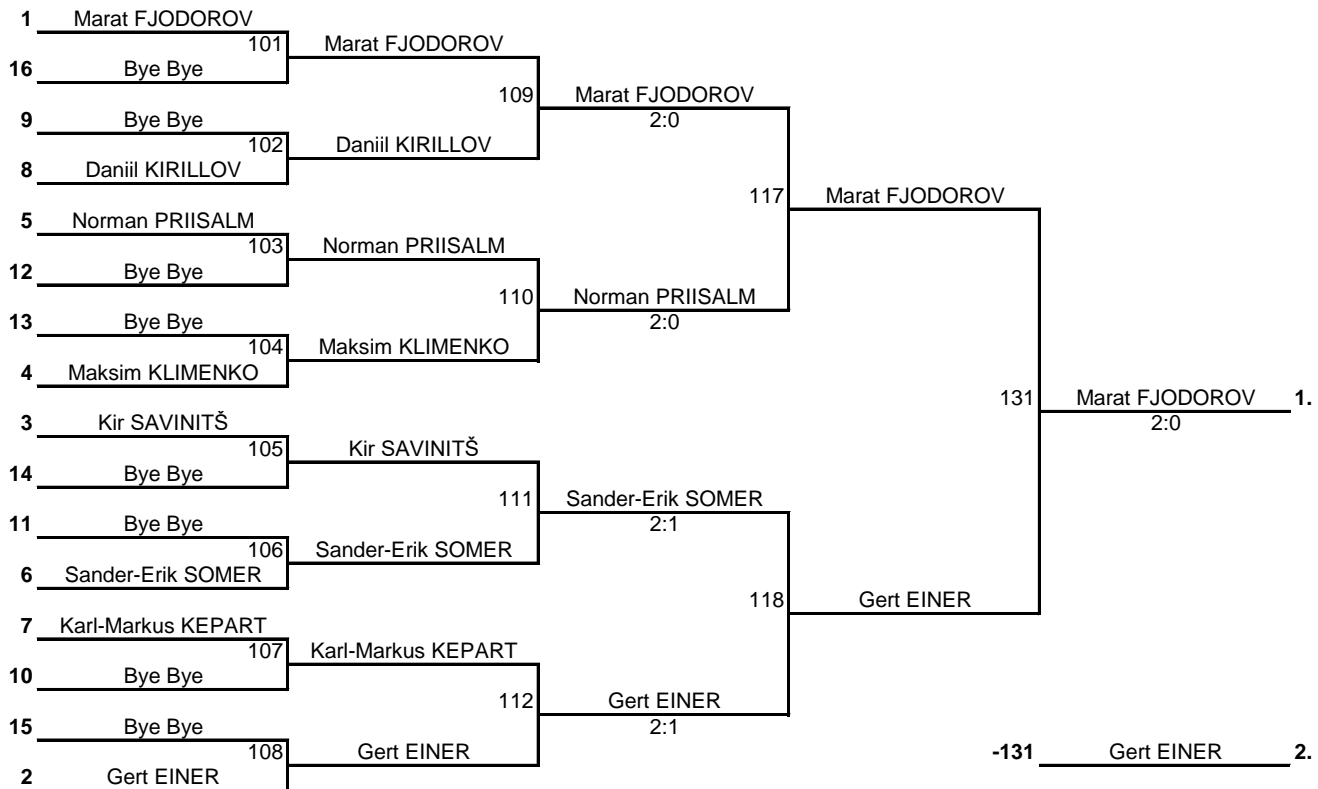 1 Marat FJODOROV
101 Marat FJODOROV
16 Bye Bye
109 Marat FJODOROV
9 Bye Bye
2:0
102 Daniil KIRILLOV
8 Daniil KIRILLOV
117 Marat FJODOROV
5 Norman PRIISALM
103 Norman PRIISALM
12 Bye Bye
110 Norman PRIISALM
13 Bye Bye
2:0
104 Maksim KLIMENKO
4 Maksim KLIMENKO
131 Marat FJODOROV 1.
3 Kir SAVINITŠ
2:0
105 Kir SAVINITŠ
14 Bye Bye
111 Sander-Erik SOMER
11 Bye Bye
2:1
106 Sander-Erik SOMER
6 Sander-Erik SOMER
118 Gert EINER
7 Karl-Markus KEPART
107 Karl-Markus KEPART
10 Bye Bye
112 Gert EINER
15 Bye Bye
2:1
108 Gert EINER
-131 Gert EINER 2.
2 Gert EINER